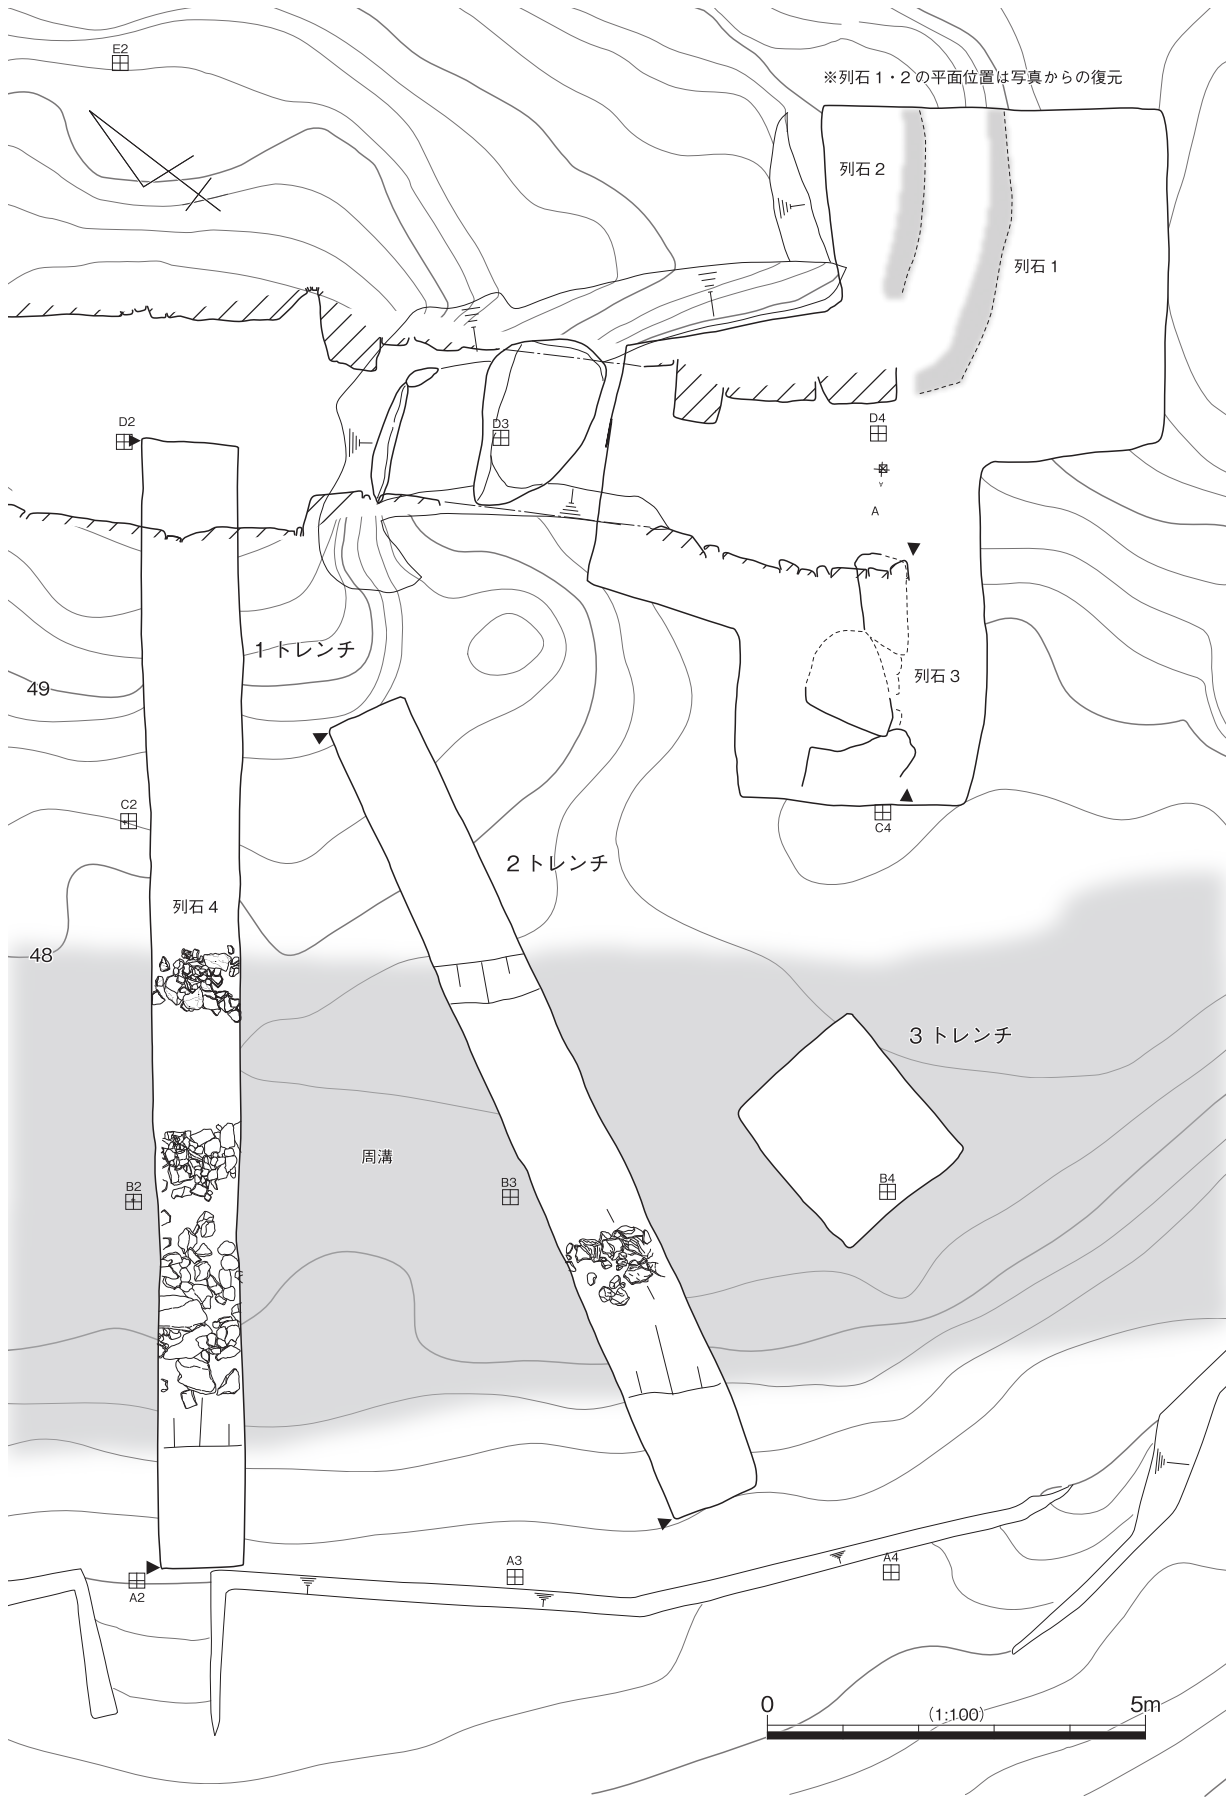 E2
※列石1・2の平面位置は写真からの復元
列石2
列石1
D2
D3
D4
A
1トレンチ
49
列石3
C2
C4
2トレンチ
列石4
48
3トレンチ
周溝
B2
B3
B4
A3
A4
A2
0
(1:100)
5m